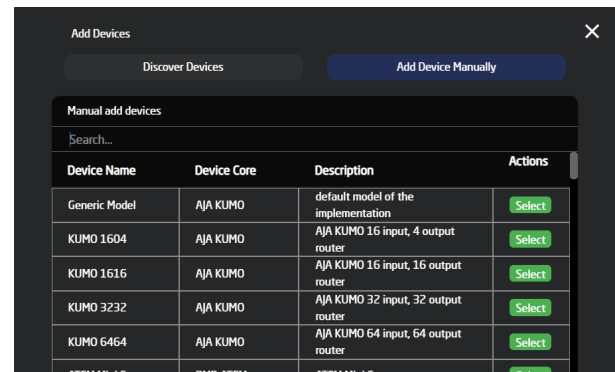 Add Devices
Discover Devices
Add Device Manually
Manual add devices
Search...
Device Name Device Core Description Actions
Generic Model AJA KUMO default model of the
implementation Select
KUMO 1604 AJA KUMO AJA KUMO 16 input, 4 output
router Select
KUMO 1616 AJA KUMO AJA KUMO 16 input, 16 output
router Select
KUMO 3232 AJA KUMO AJA KUMO 32 input, 32 output
router Select
KUMO 6464 AJA KUMO AJA KUMO 64 input, 64 output
router Select